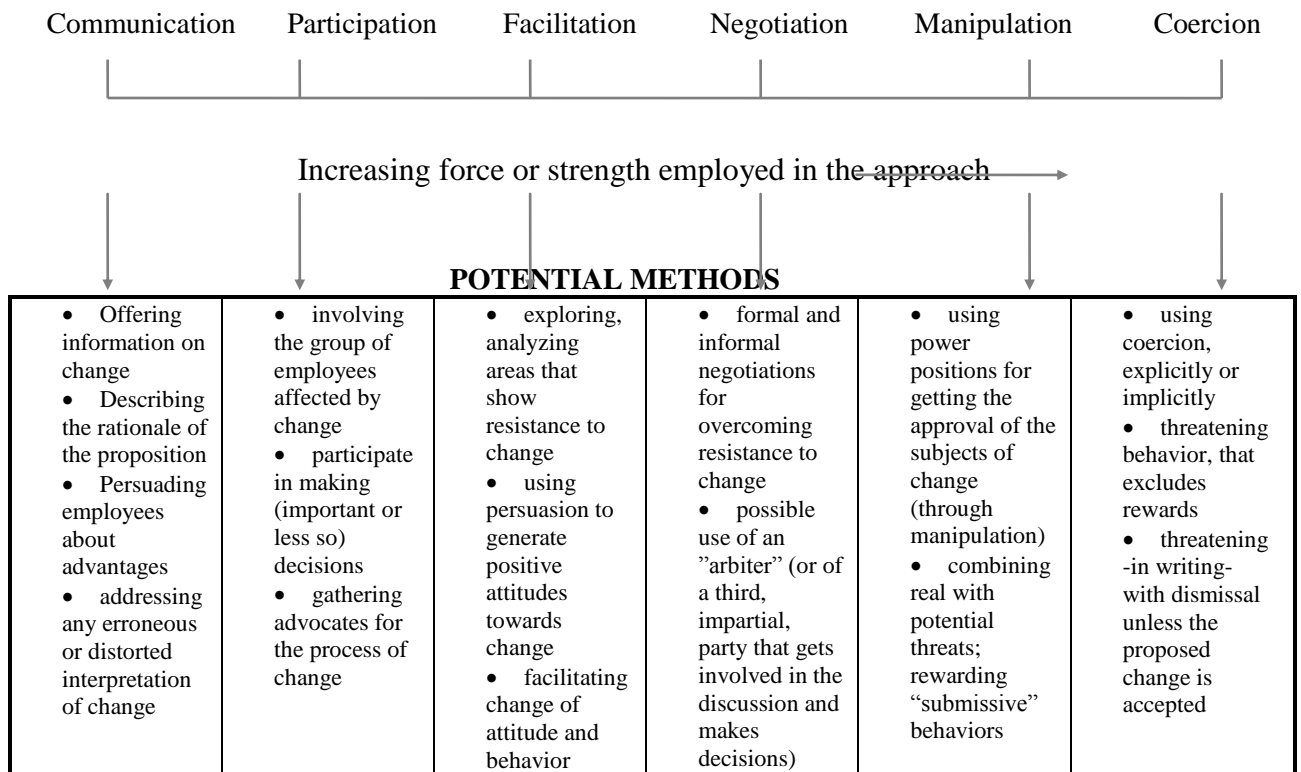 Communication Participation Facilitation Negotiation Manipulation Coercion
Increasing force or strength employed in the approach
POTENTIAL METHODS
• Offering
information on
change
• Describing
the rationale of
the proposition
• Persuading
employees
about
advantages
• addressing
any erroneous
or distorted
interpretation
of change
• involving
the group of
employees
affected by
change
• participate
in making
(important or
less so)
decisions
• gathering
advocates for
the process of
change
• exploring,
analyzing
areas that
show
resistance to
change
• using
persuasion to
generate
positive
attitudes
towards
change
• facilitating
change of
attitude and
behavior
• formal and
informal
negotiations
for
overcoming
resistance to
change
• possible
use of an
”arbiter” (or of
a third,
impartial,
party that gets
involved in the
discussion and
makes
decisions)
• using
power
positions for
getting the
approval of the
subjects of
change
(through
manipulation)
• combining
real with
potential
threats;
rewarding
“submissive”
behaviors
• using
coercion,
explicitly or
implicitly
• threatening
behavior, that
excludes
rewards
• threatening
-in writing-
with dismissal
unless the
proposed
change is
accepted